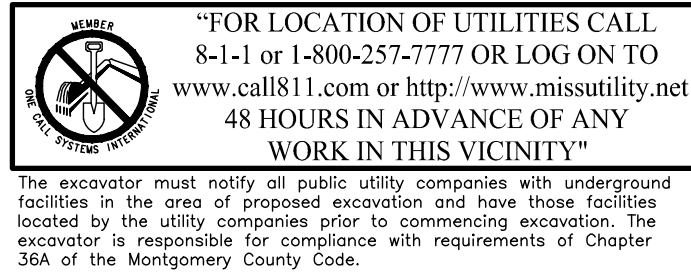 MEMBER
ONE CALL SYSTEMS INTERNATIONAL
“FOR LOCATION OF UTILITIES CALL
8-1-1 or 1-800-257-7777 OR LOG ON TO
www.call811.com or http://www.missutility.net
48 HOURS IN ADVANCE OF ANY
WORK IN THIS VICINITY"
The excavator must notify all public utility companies with underground
facilities in the area of proposed excavation and have those facilities
located by the utility companies prior to commencing excavation. The
excavator is responsible for compliance with requirements of Chapter
36A of the Montgomery County Code.